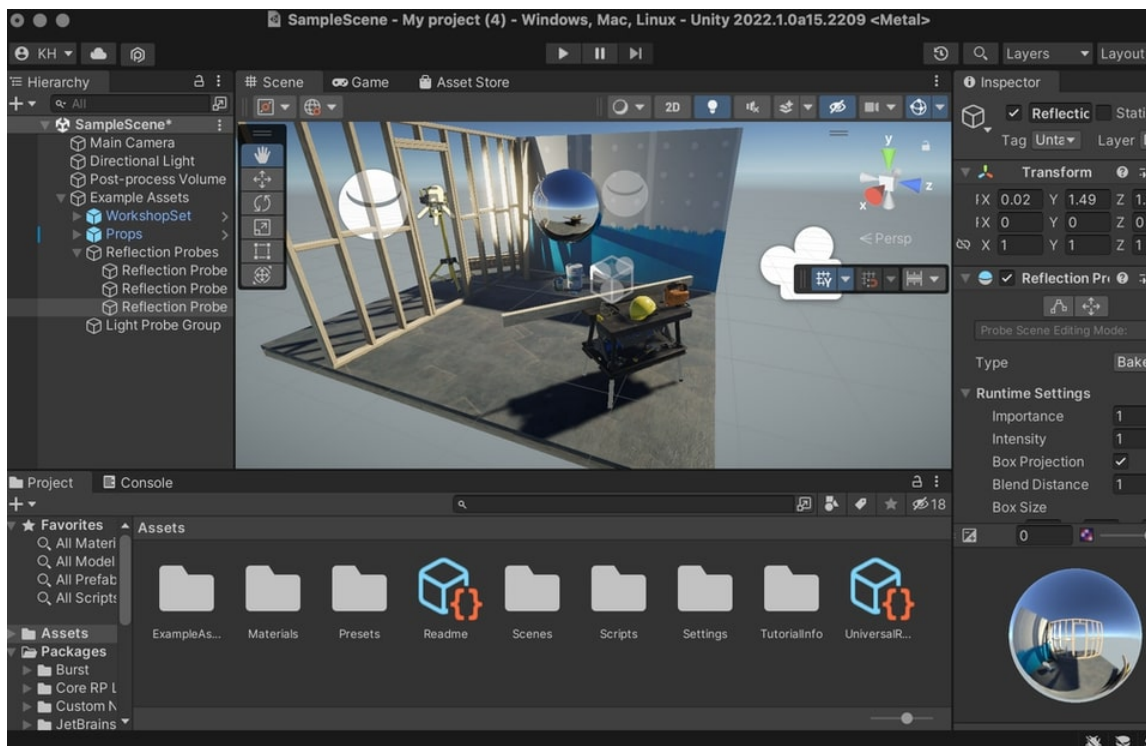 SampleScene - My project (4) - Windows, Mac, Linux - Unity 2022.1.0a15.2209 <Metal>
KH
Layers
Layout
Hierarchy
All
SampleScene*
Main Camera
Directional Light
Post-process Volume
Example Assets
WorkshopSet
Props
Reflection Probes
Reflection Probe
Reflection Probe
Reflection Probe
Light Probe Group
Scene
Game
Asset Store
2D
y
z
x
Persp
Inspector
Reflectic
Stati
Tag Unta
Layer
Transform
X 0.02 Y 1.49 Z 1.
X 0 Y 0 Z 0
X 1 Y 1 Z 1
Reflection Pr
Probe Scene Editing Mode:
Type Bake
Runtime Settings
Importance 1
Intensity 1
Box Projection
Blend Distance 1
Box Size
0
Project
Console
18
Favorites
All Materi
All Model
All Prefab
All Scripts
Assets
Packages
Burst
Core RP L
Custom N
JetBrains
Assets
ExampleAs...
Materials
Presets
Readme
Scenes
Scripts
Settings
TutorialInfo
UniversalR...